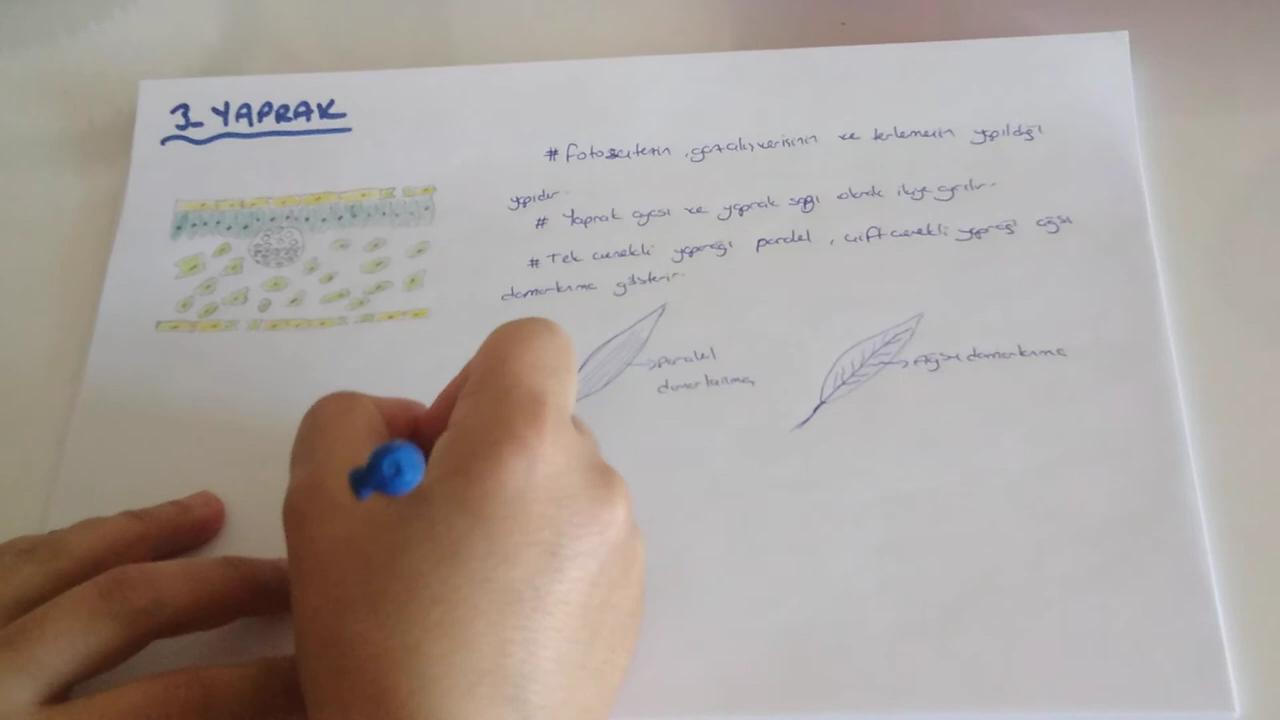 3_ YAPRAK
# Fotosentezin, gaz alışverişinin ve terlemenin yapıldığı
yapıdır.
# Yaprak ayası ve yaprak sapı olarak ikiye ayrılır.
# Tek çenekli yaprağı paralel, çift çenekli yaprağı ağsı
damarlanma gösterir.
Paralel
damarlanma
Ağsı damarlanma